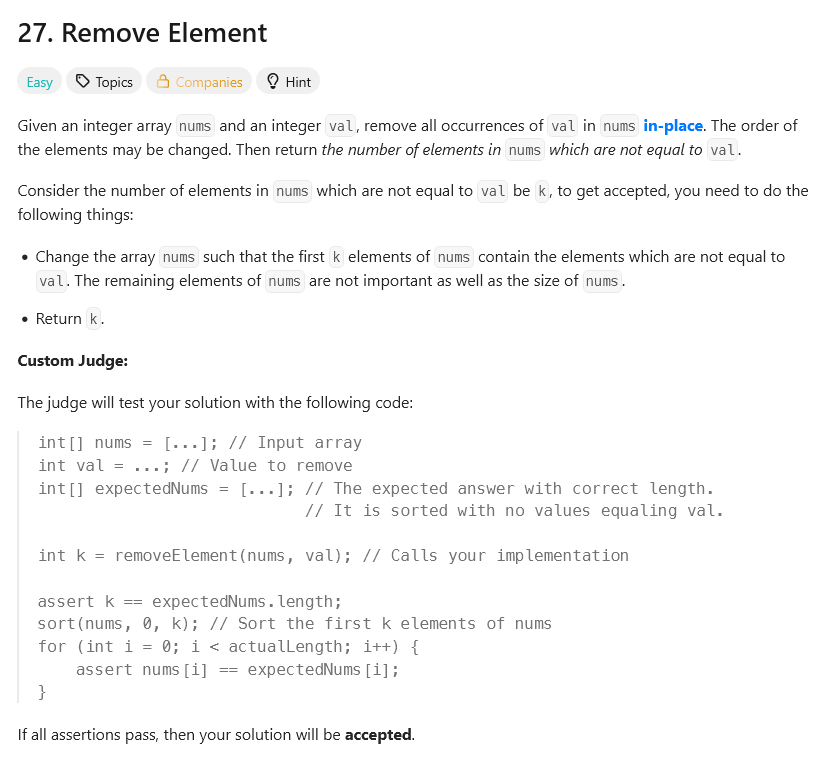 27. Remove Element
Easy Topics Companies Hint
Given an integer array nums and an integer val, remove all occurrences of val in nums in-place. The order of
the elements may be changed. Then return the number of elements in nums which are not equal to val.
Consider the number of elements in nums which are not equal to val be k, to get accepted, you need to do the
following things:
• Change the array nums such that the first k elements of nums contain the elements which are not equal to
val. The remaining elements of nums are not important as well as the size of nums.
• Return k.
Custom Judge:
The judge will test your solution with the following code:
int[] nums = [...]; // Input array
int val = ...; // Value to remove
int[] expectedNums = [...]; // The expected answer with correct length.
                            // It is sorted with no values equaling val.
int k = removeElement(nums, val); // Calls your implementation
assert k == expectedNums.length;
sort(nums, 0, k); // Sort the first k elements of nums
for (int i = 0; i < actualLength; i++) {
    assert nums[i] == expectedNums[i];
}
If all assertions pass, then your solution will be accepted.